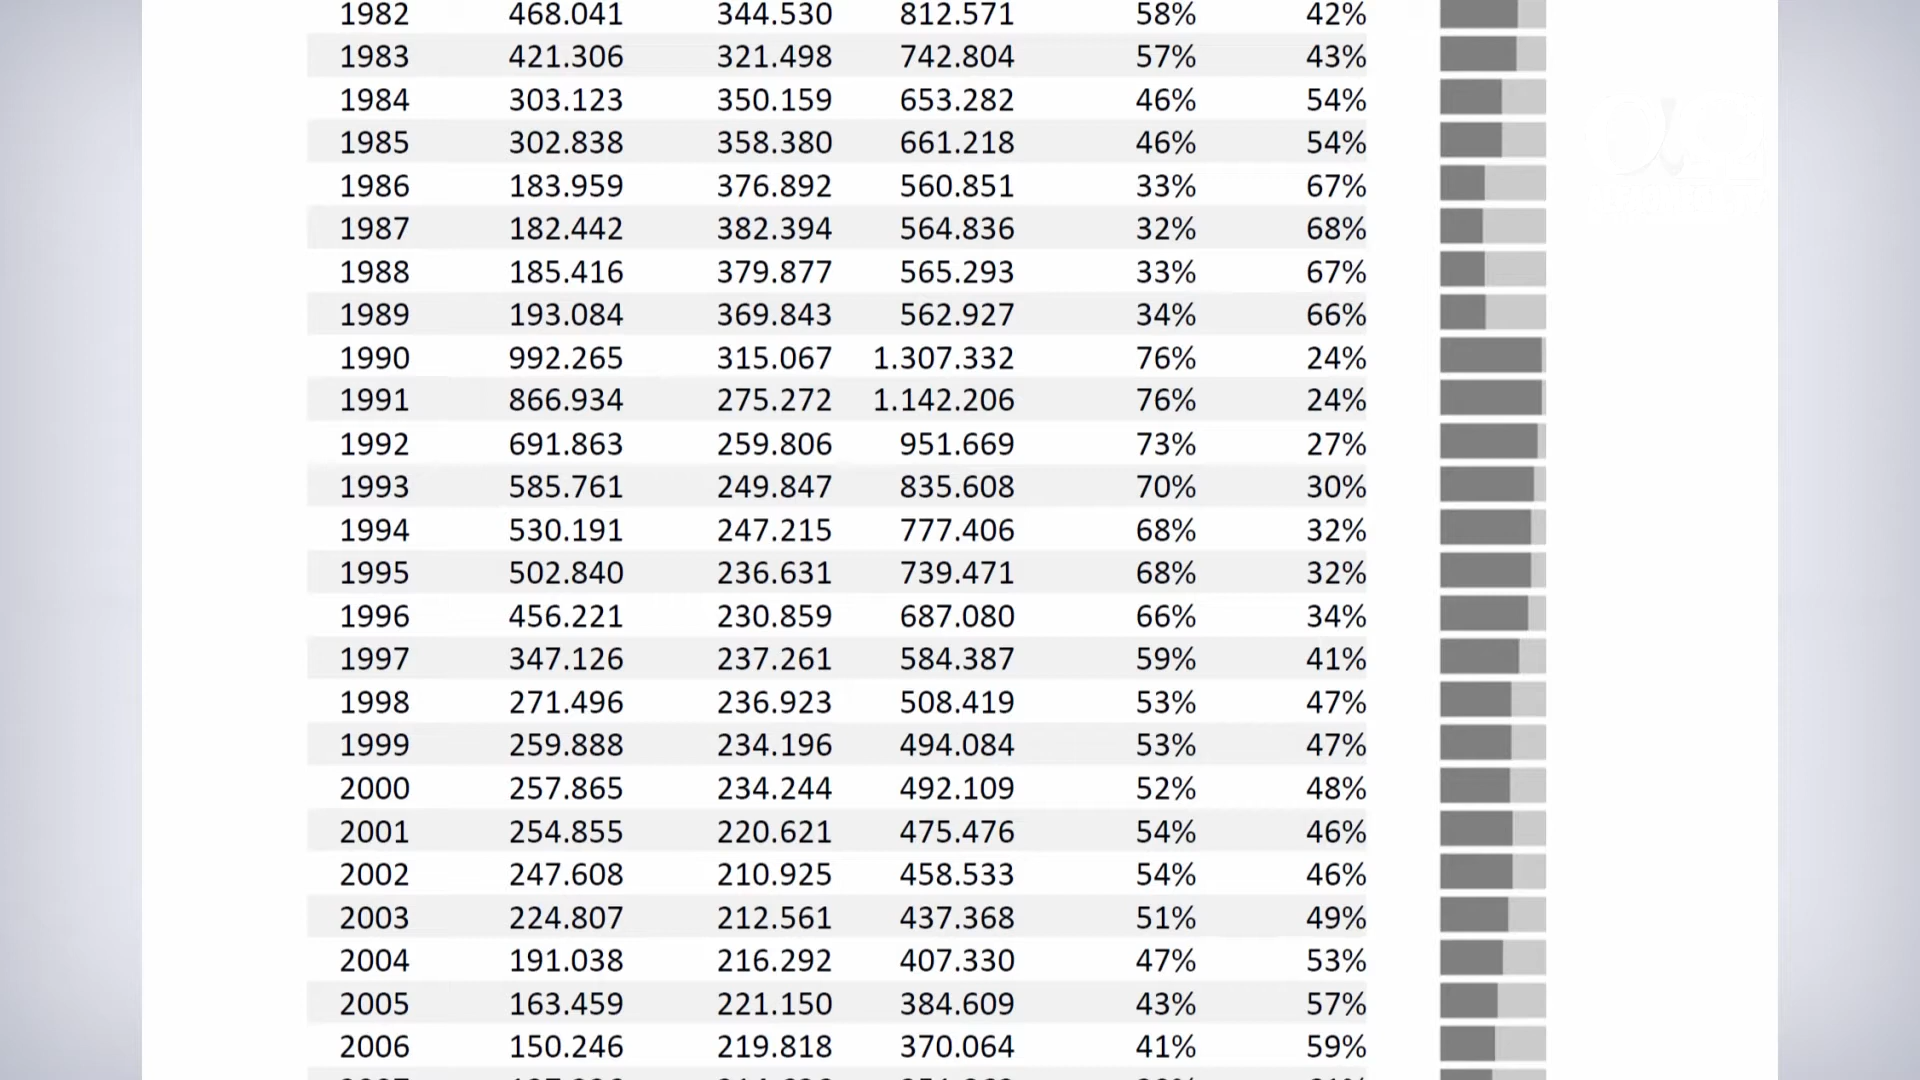 1982 468.041 344.530 812.571 58% 42%
1983 421.306 321.498 742.804 57% 43%
1984 303.123 350.159 653.282 46% 54%
1985 302.838 358.380 661.218 46% 54%
1986 183.959 376.892 560.851 33% 67%
1987 182.442 382.394 564.836 32% 68%
1988 185.416 379.877 565.293 33% 67%
1989 193.084 369.843 562.927 34% 66%
1990 992.265 315.067 1.307.332 76% 24%
1991 866.934 275.272 1.142.206 76% 24%
1992 691.863 259.806 951.669 73% 27%
1993 585.761 249.847 835.608 70% 30%
1994 530.191 247.215 777.406 68% 32%
1995 502.840 236.631 739.471 68% 32%
1996 456.221 230.859 687.080 66% 34%
1997 347.126 237.261 584.387 59% 41%
1998 271.496 236.923 508.419 53% 47%
1999 259.888 234.196 494.084 53% 47%
2000 257.865 234.244 492.109 52% 48%
2001 254.855 220.621 475.476 54% 46%
2002 247.608 210.925 458.533 54% 46%
2003 224.807 212.561 437.368 51% 49%
2004 191.038 216.292 407.330 47% 53%
2005 163.459 221.150 384.609 43% 57%
2006 150.246 219.818 370.064 41% 59%